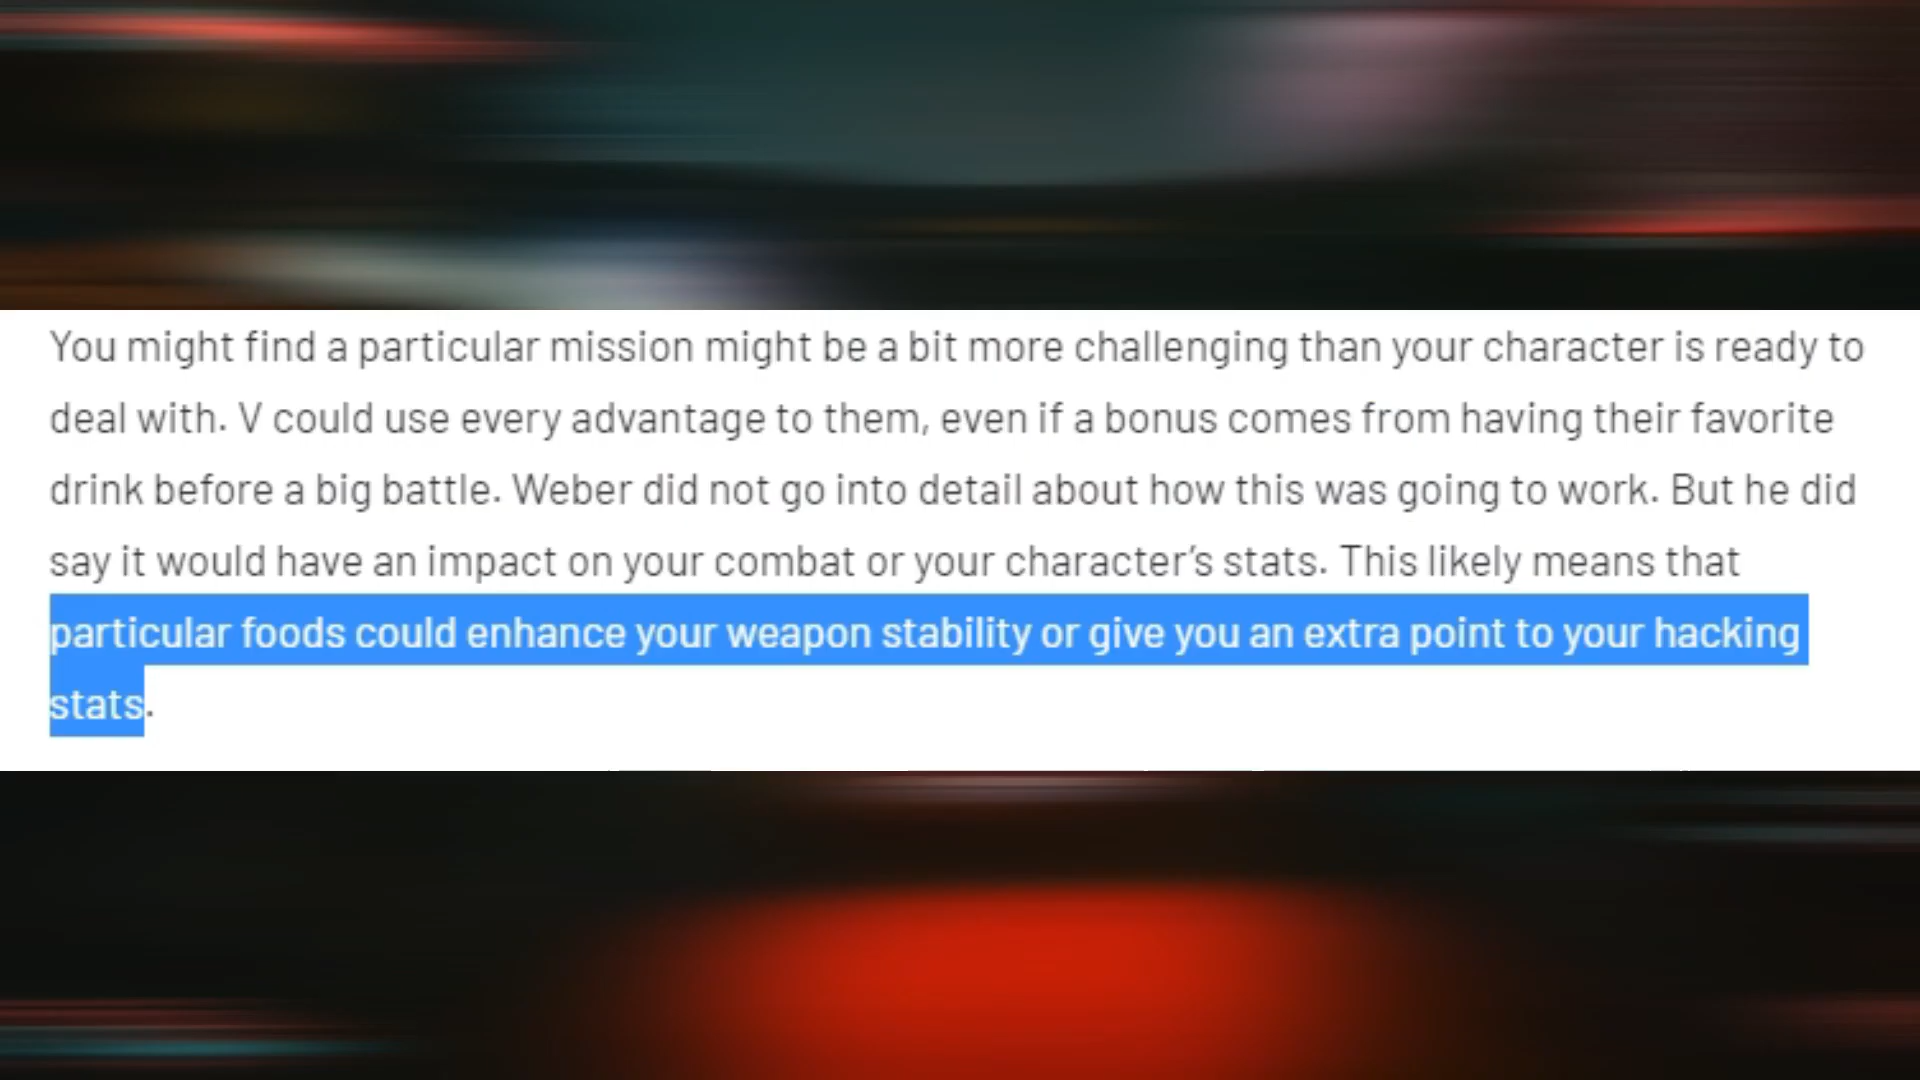 You might find a particular mission might be a bit more challenging than your character is ready to
deal with. V could use every advantage to them, even if a bonus comes from having their favorite
drink before a big battle. Weber did not go into detail about how this was going to work. But he did
say it would have an impact on your combat or your character’s stats. This likely means that
particular foods could enhance your weapon stability or give you an extra point to your hacking
stats.